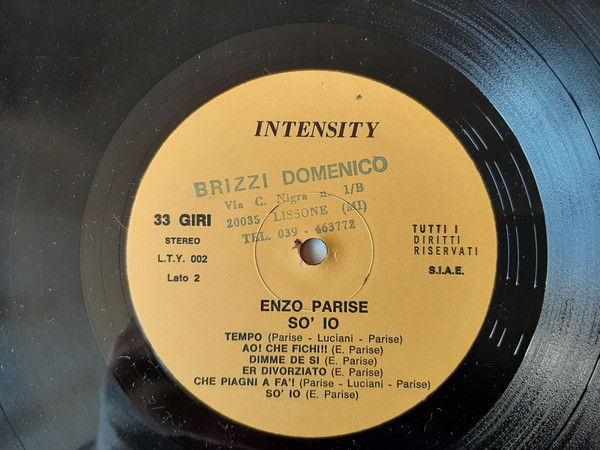 INTENSITY
BRIZZI DOMENICO
Via C. Nigra n. 1/B
20035 LISSONE (MI)
TEL. 039 - 463772
33 GIRI
STEREO
L.T.Y. 002
Lato 2
TUTTI I
DIRITTI
RISERVATI
S.I.A.E.
ENZO PARISE
SO' IO
TEMPO (Parise - Luciani - Parise)
AO! CHE FICHI!! (E. Parise)
DIMME DE SI (E. Parise)
ER DIVORZIATO (E. Parise)
CHE PIAGNI A FA'! (Parise - Luciani - Parise)
SO' IO (E. Parise)